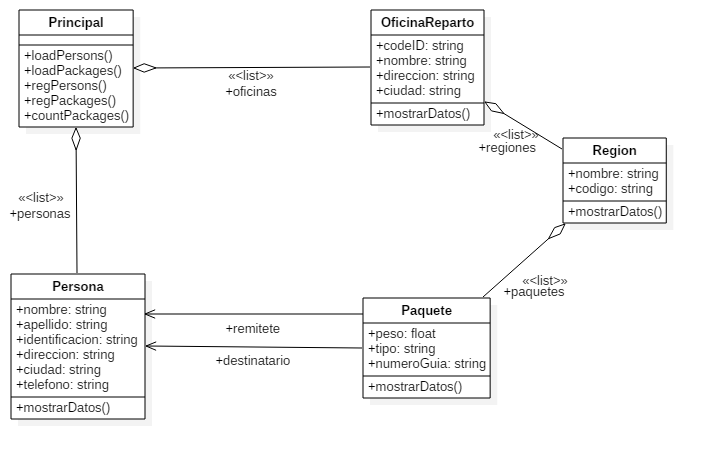 Principal
+loadPersons()
+loadPackages()
+regPersons()
+regPackages()
+countPackages()
«<list>»
+oficinas
OficinaReparto
+codeID: string
+nombre: string
+direccion: string
+ciudad: string
+mostrarDatos()
«<list>»
+regiones
Region
+nombre: string
+codigo: string
+mostrarDatos()
«<list>»
+personas
«<list>»
+paquetes
Persona
+nombre: string
+apellido: string
+identificacion: string
+direccion: string
+ciudad: string
+telefono: string
+mostrarDatos()
+remitete
+destinatario
Paquete
+peso: float
+tipo: string
+numeroGuia: string
+mostrarDatos()